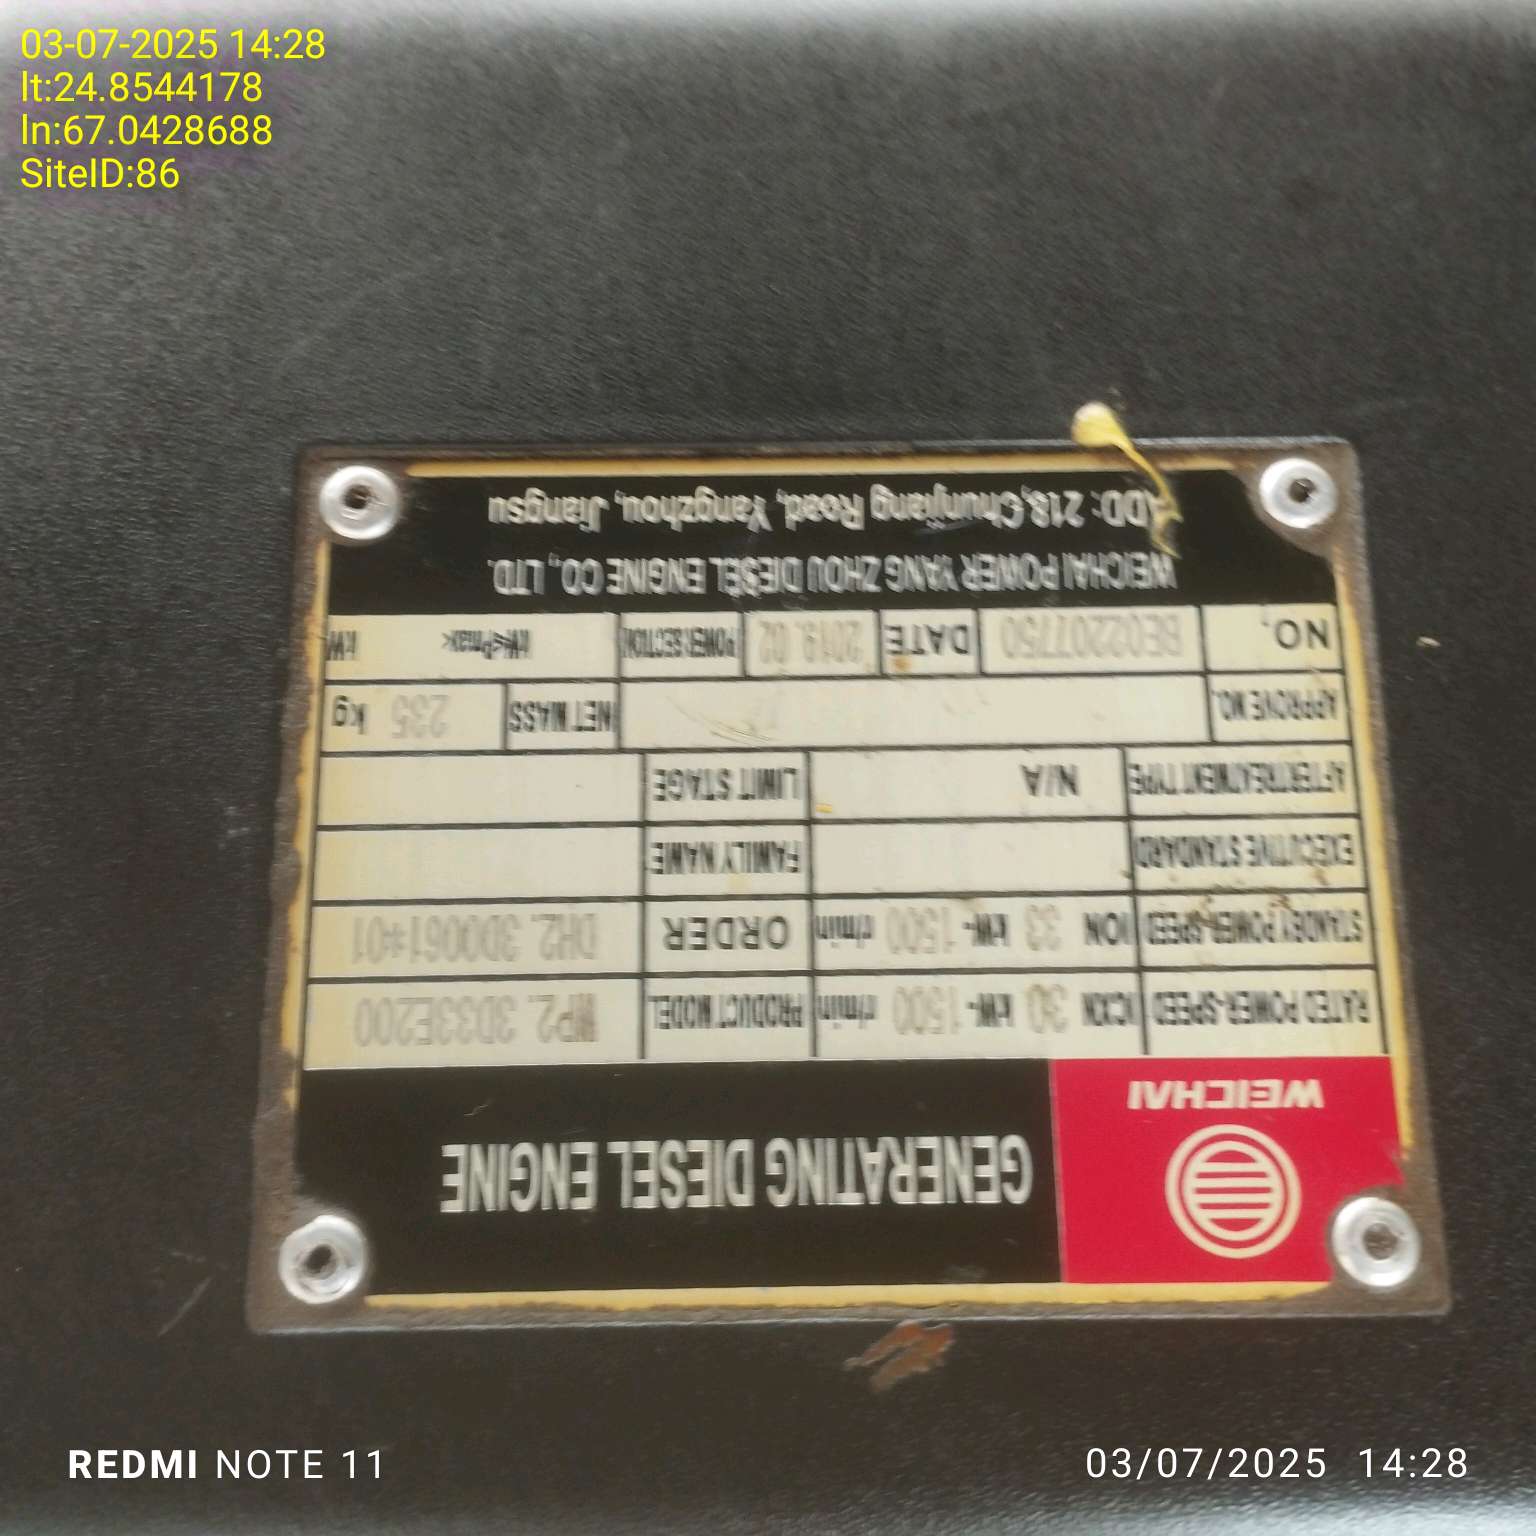 03-07-2025 14:28
lt:24.8544178
ln:67.0428688
SiteID:86
WEICHAI
GENERATING DIESEL ENGINE
RATED POWER-SPEED ICXN 30 kW- 1500 r/min PRODUCT MODEL WP2. 3D33E200
STANDBY POWER-SPEED ION 33 kW- 1500 r/min ORDER DH2. 3D0061*01
EXECUTIVE STANDARD FAMILY NAME
AFTERTREATMENT TYPE N/A LIMIT STAGE
APPROVE NO. NET MASS 235 kg
NO. BE02207750 DATE 2019. 02 POWER SECTION kW≤Pmax< kW
WEICHAI POWER YANG ZHOU DIESEL ENGINE CO., LTD.
ADD: 218,Chunjiang Road, Yangzhou, Jiangsu
REDMI NOTE 11
03/07/2025 14:28